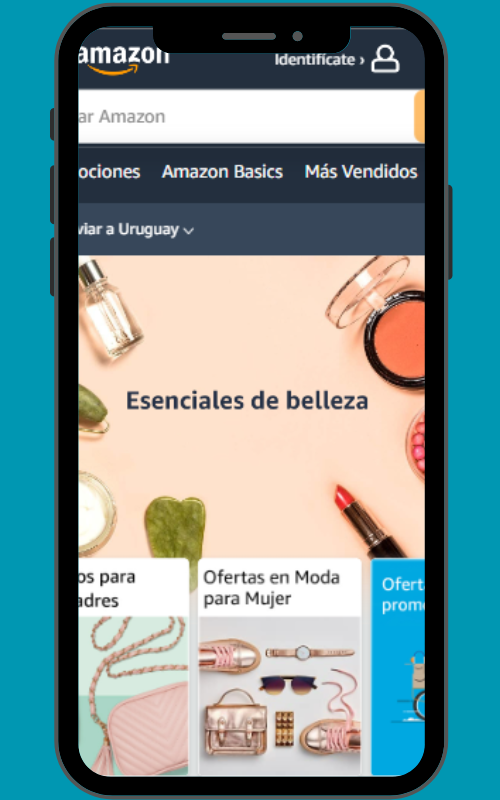 amazon
Identifícate ›
ar Amazon
ociones Amazon Basics Más Vendidos
viar a Uruguay
Esenciales de belleza
os para
adres
Ofertas en Moda
para Mujer
Ofert
prom